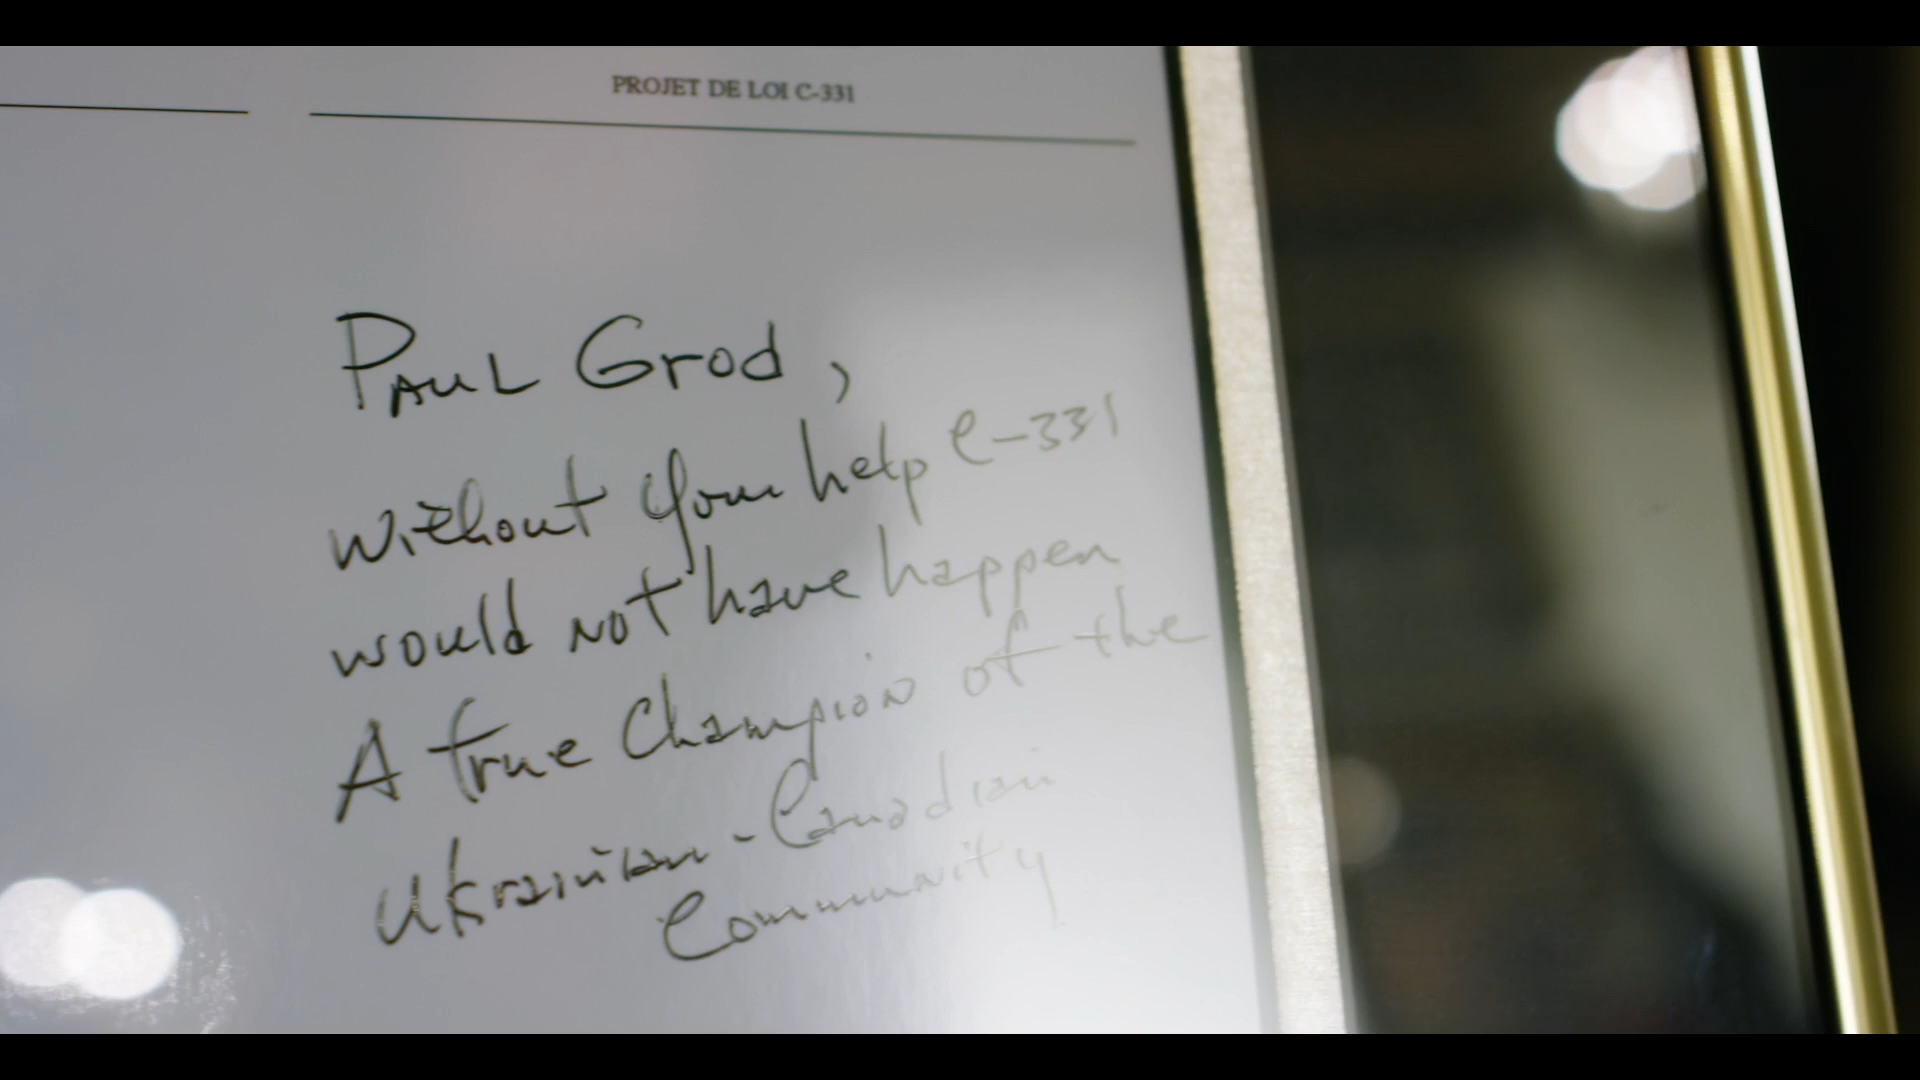 PROJET DE LOI C-331
PAUL Grod,
without your help C-331
would not have happen
A true Champion of the
Ukrainian-Canadian
Community